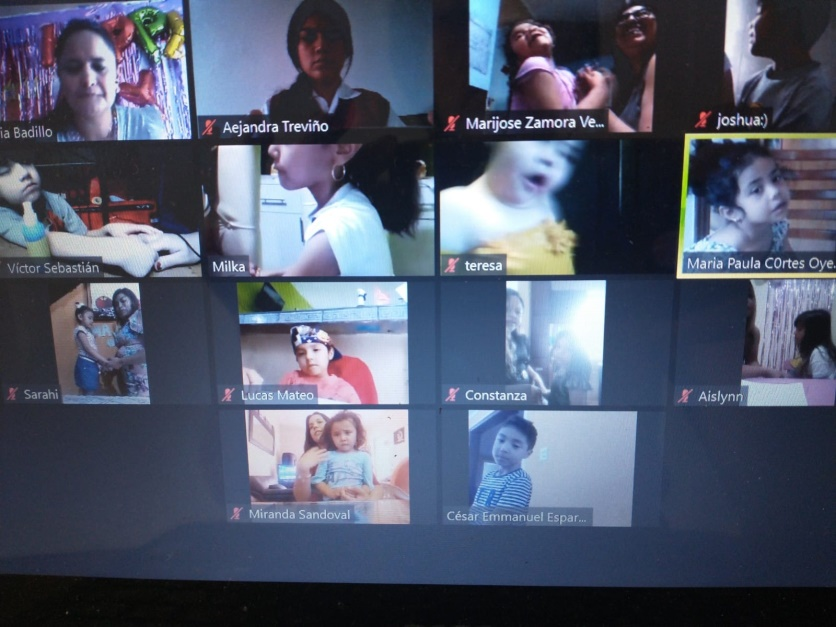 ia Badillo
Aejandra Treviño
Marijose Zamora Ve...
joshua:)
Víctor Sebastián
Milka
teresa
Maria Paula C0rtes Oye...
Sarahi
Lucas Mateo
Constanza
Aislynn
Miranda Sandoval
César Emmanuel Espar...